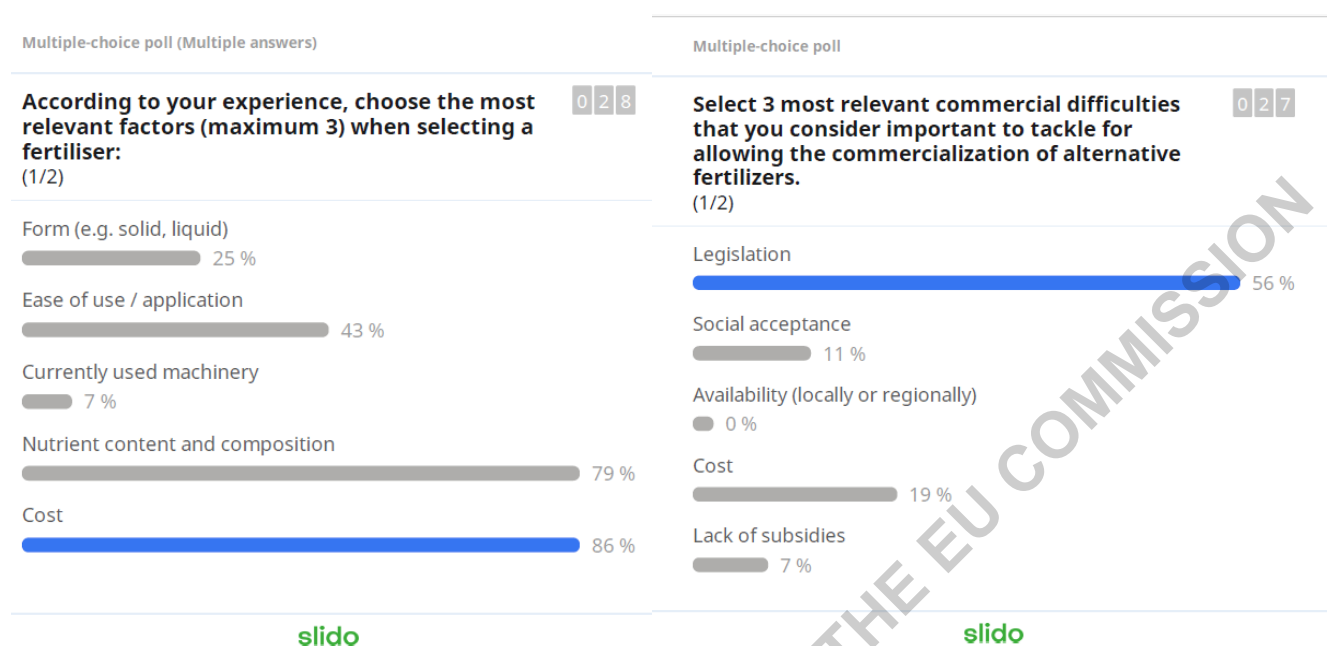 Multiple-choice poll (Multiple answers)
According to your experience, choose the most
relevant factors (maximum 3) when selecting a
fertiliser:
(1/2)
0 2 8
Form (e.g. solid, liquid)
25 %
Ease of use / application
43 %
Currently used machinery
7 %
Nutrient content and composition
79 %
Cost
86 %
slido
Multiple-choice poll
Select 3 most relevant commercial difficulties
that you consider important to tackle for
allowing the commercialization of alternative
fertilizers.
(1/2)
0 2 7
Legislation
56 %
Social acceptance
11 %
Availability (locally or regionally)
0 %
Cost
19 %
Lack of subsidies
7 %
slido
THE EU COMMISSION